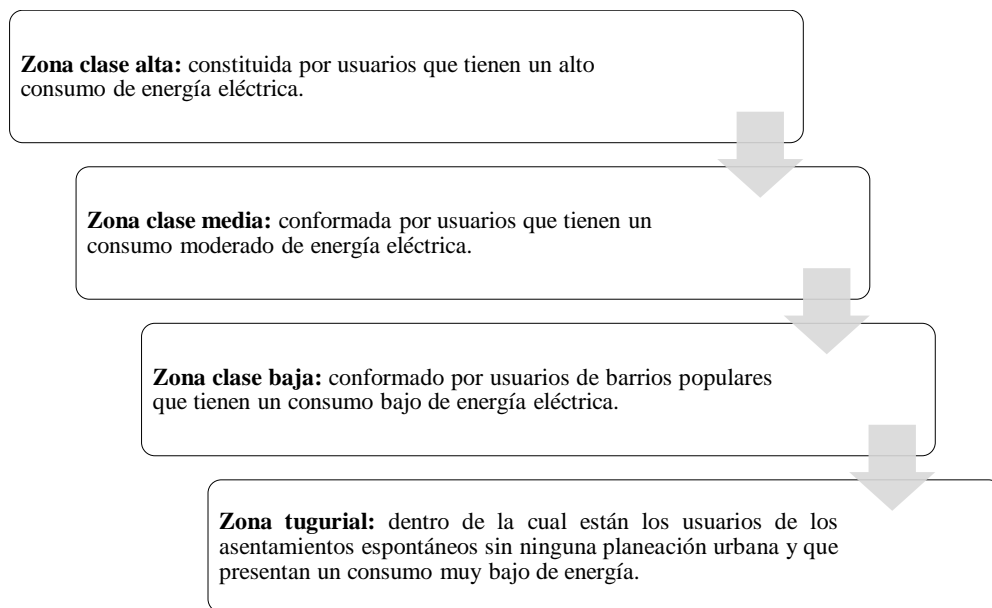 Zona clase alta: constituida por usuarios que tienen un alto
consumo de energía eléctrica.
Zona clase media: conformada por usuarios que tienen un
consumo moderado de energía eléctrica.
Zona clase baja: conformado por usuarios de barrios populares
que tienen un consumo bajo de energía eléctrica.
Zona tugurial: dentro de la cual están los usuarios de los
asentamientos espontáneos sin ninguna planeación urbana y que
presentan un consumo muy bajo de energía.